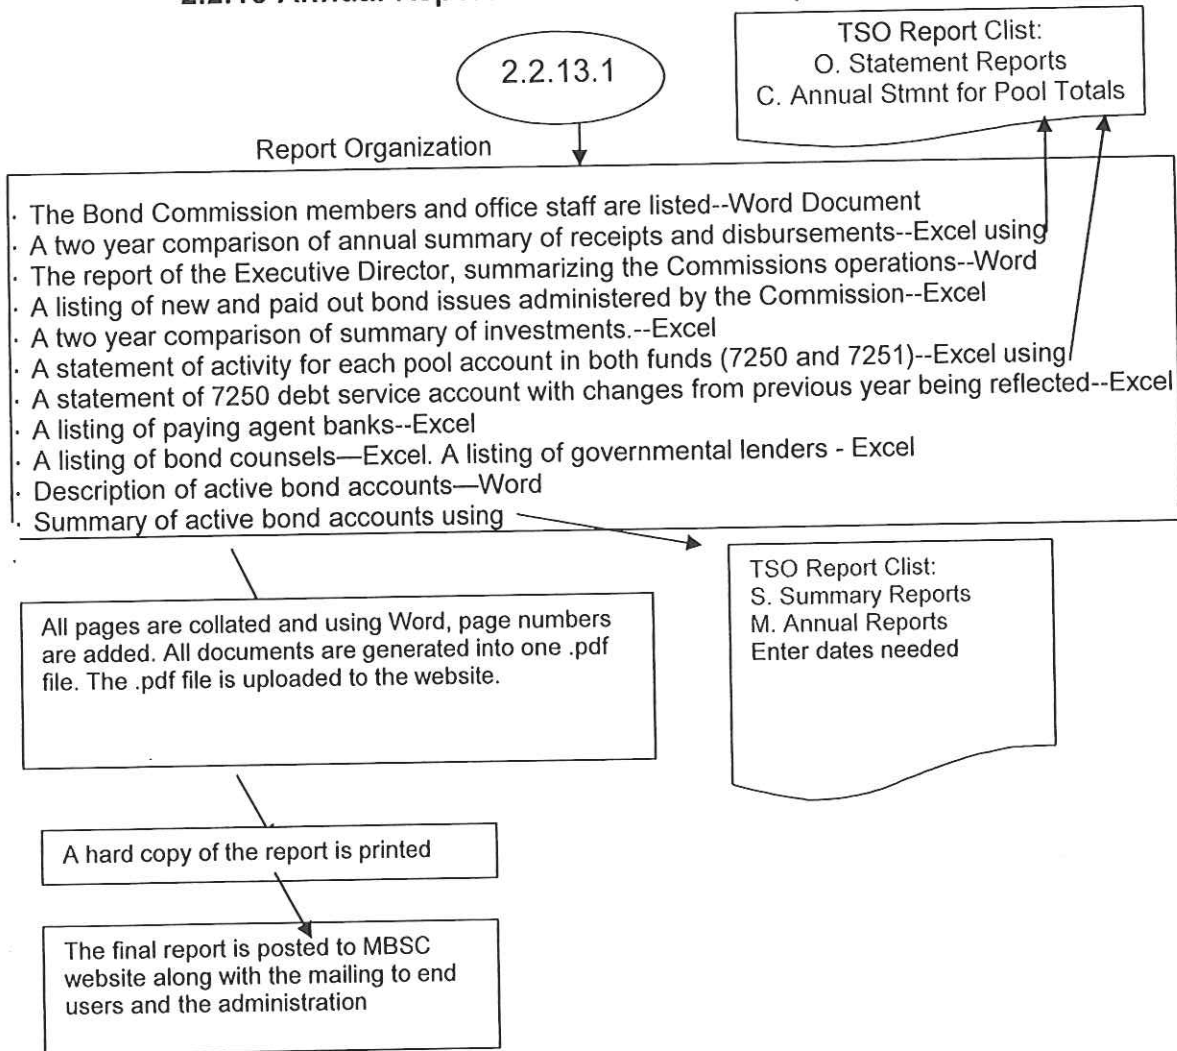 2.2.13 Annual Report
2.2.13.1
TSO Report Clist:
O. Statement Reports
C. Annual Stmnt for Pool Totals
Report Organization
· The Bond Commission members and office staff are listed--Word Document
· A two year comparison of annual summary of receipts and disbursements--Excel using
· The report of the Executive Director, summarizing the Commissions operations--Word
· A listing of new and paid out bond issues administered by the Commission--Excel
· A two year comparison of summary of investments.--Excel
· A statement of activity for each pool account in both funds (7250 and 7251)--Excel using
· A statement of 7250 debt service account with changes from previous year being reflected--Excel
· A listing of paying agent banks--Excel
· A listing of bond counsels—Excel. A listing of governmental lenders - Excel
· Description of active bond accounts—Word
· Summary of active bond accounts using
TSO Report Clist:
S. Summary Reports
M. Annual Reports
Enter dates needed
All pages are collated and using Word, page numbers
are added. All documents are generated into one .pdf
file. The .pdf file is uploaded to the website.
A hard copy of the report is printed
The final report is posted to MBSC
website along with the mailing to end
users and the administration